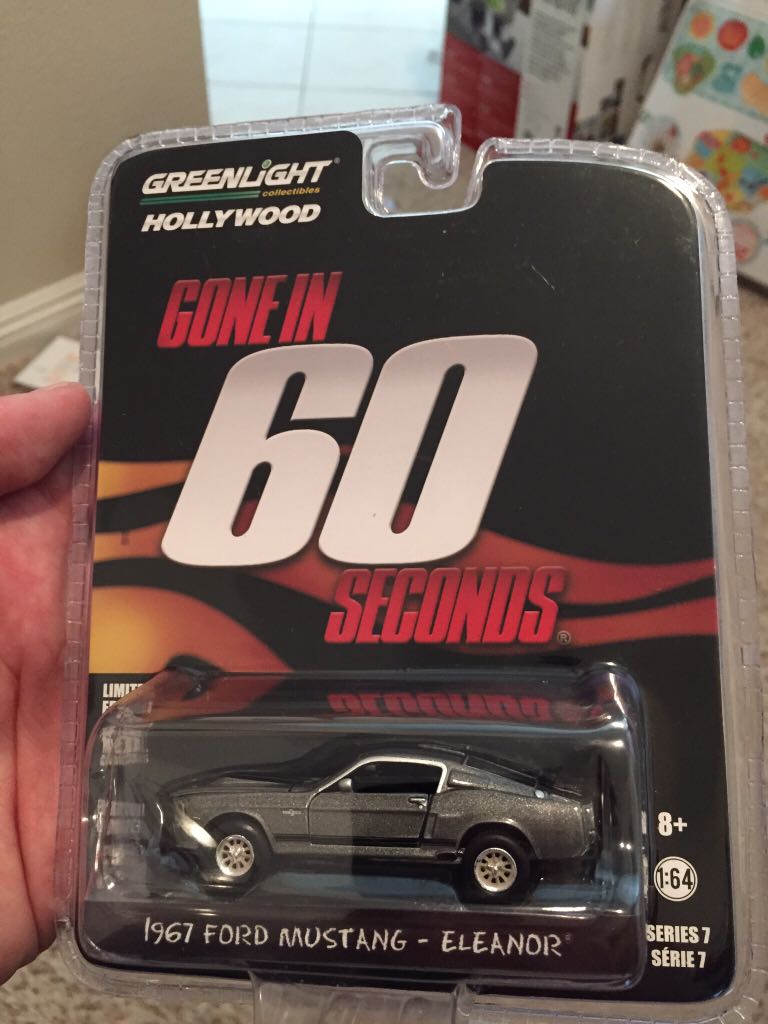 GREENLIGHT®
collectibles
HOLLYWOOD
GONE IN
60
SECONDS®
8+
1:64
1967 FORD MUSTANG - ELEANOR®
SERIES 7
SÉRIE 7